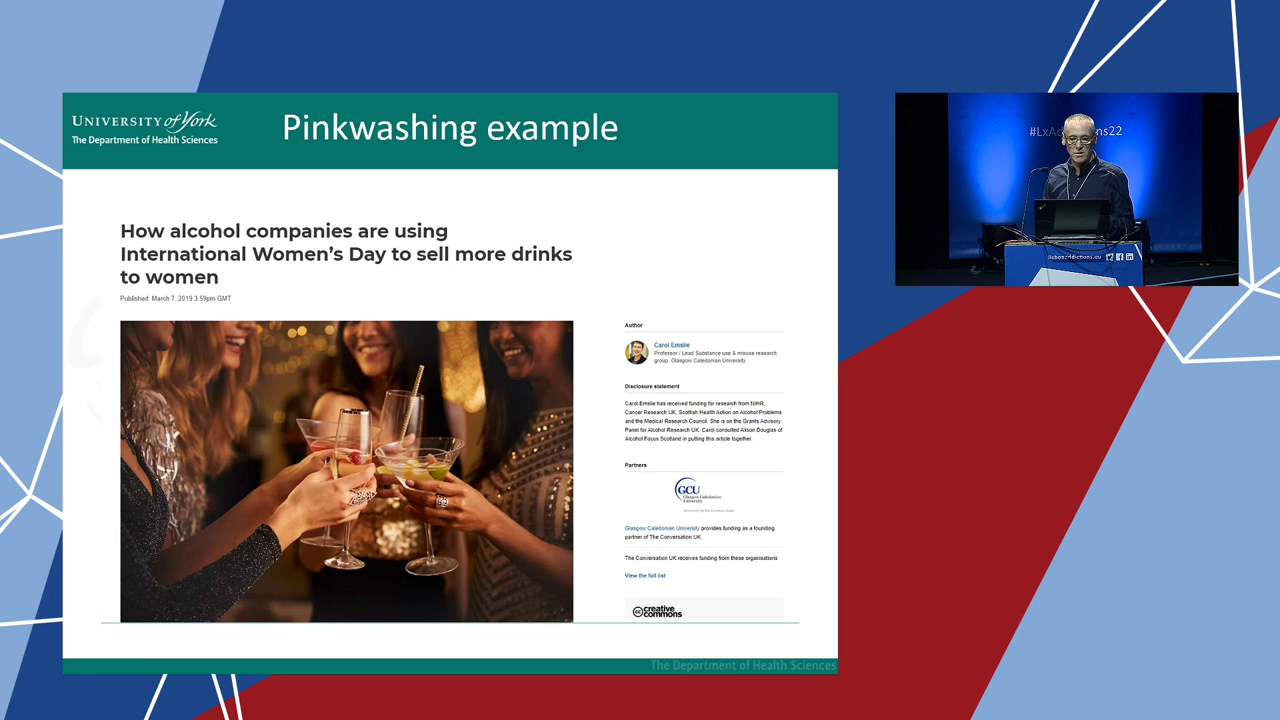 UNIVERSITY of York
The Department of Health Sciences
Pinkwashing example
How alcohol companies are using
International Women's Day to sell more drinks
to women
Published: March 7, 2019 3.59pm GMT
Author
Carol Emslie
Professor / Lead Substance use & misuse research
group, Glasgow Caledonian University
Disclosure statement
Carol Emslie has received funding for research from NIHR,
Cancer Research UK, Scottish Health Action on Alcohol Problems
and the Medical Research Council. She is on the Grants Advisory
Panel for Alcohol Research UK. Carol consulted Alison Douglas of
Alcohol Focus Scotland in putting this article together.
Partners
GCU
Glasgow Caledonian
University
University for the Common Good
Glasgow Caledonian University provides funding as a founding
partner of The Conversation UK.
The Conversation UK receives funding from these organisations
View the full list
cc creative
commons
The Department of Health Sciences